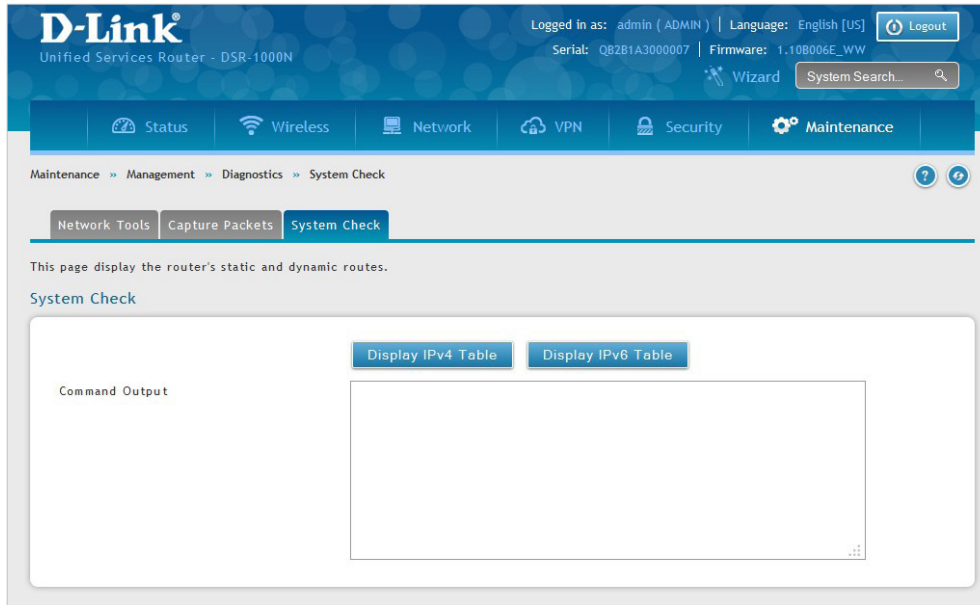 D-Link®
Logged in as: admin ( ADMIN ) | Language: English [US]
Logout
Unified Services Router - DSR-1000N
Serial: QB2B1A3000007 | Firmware: 1.10B006E_WW
Wizard
System Search...
Status
Wireless
Network
VPN
Security
Maintenance
Maintenance » Management » Diagnostics » System Check
?
Network Tools
Capture Packets
System Check
This page display the router's static and dynamic routes.
System Check
Display IPv4 Table
Display IPv6 Table
Command Output